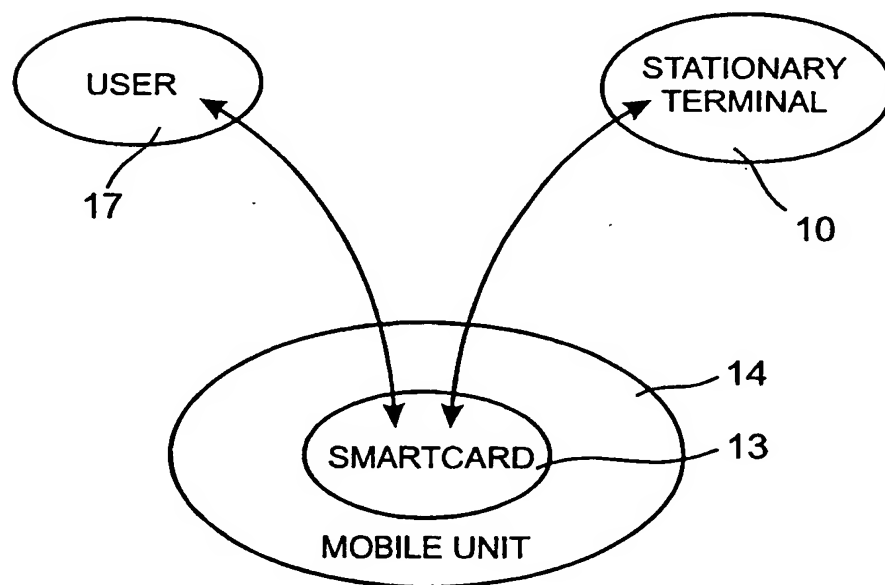 USER
STATIONARY
TERMINAL
17
10
14
SMARTCARD
13
MOBILE UNIT